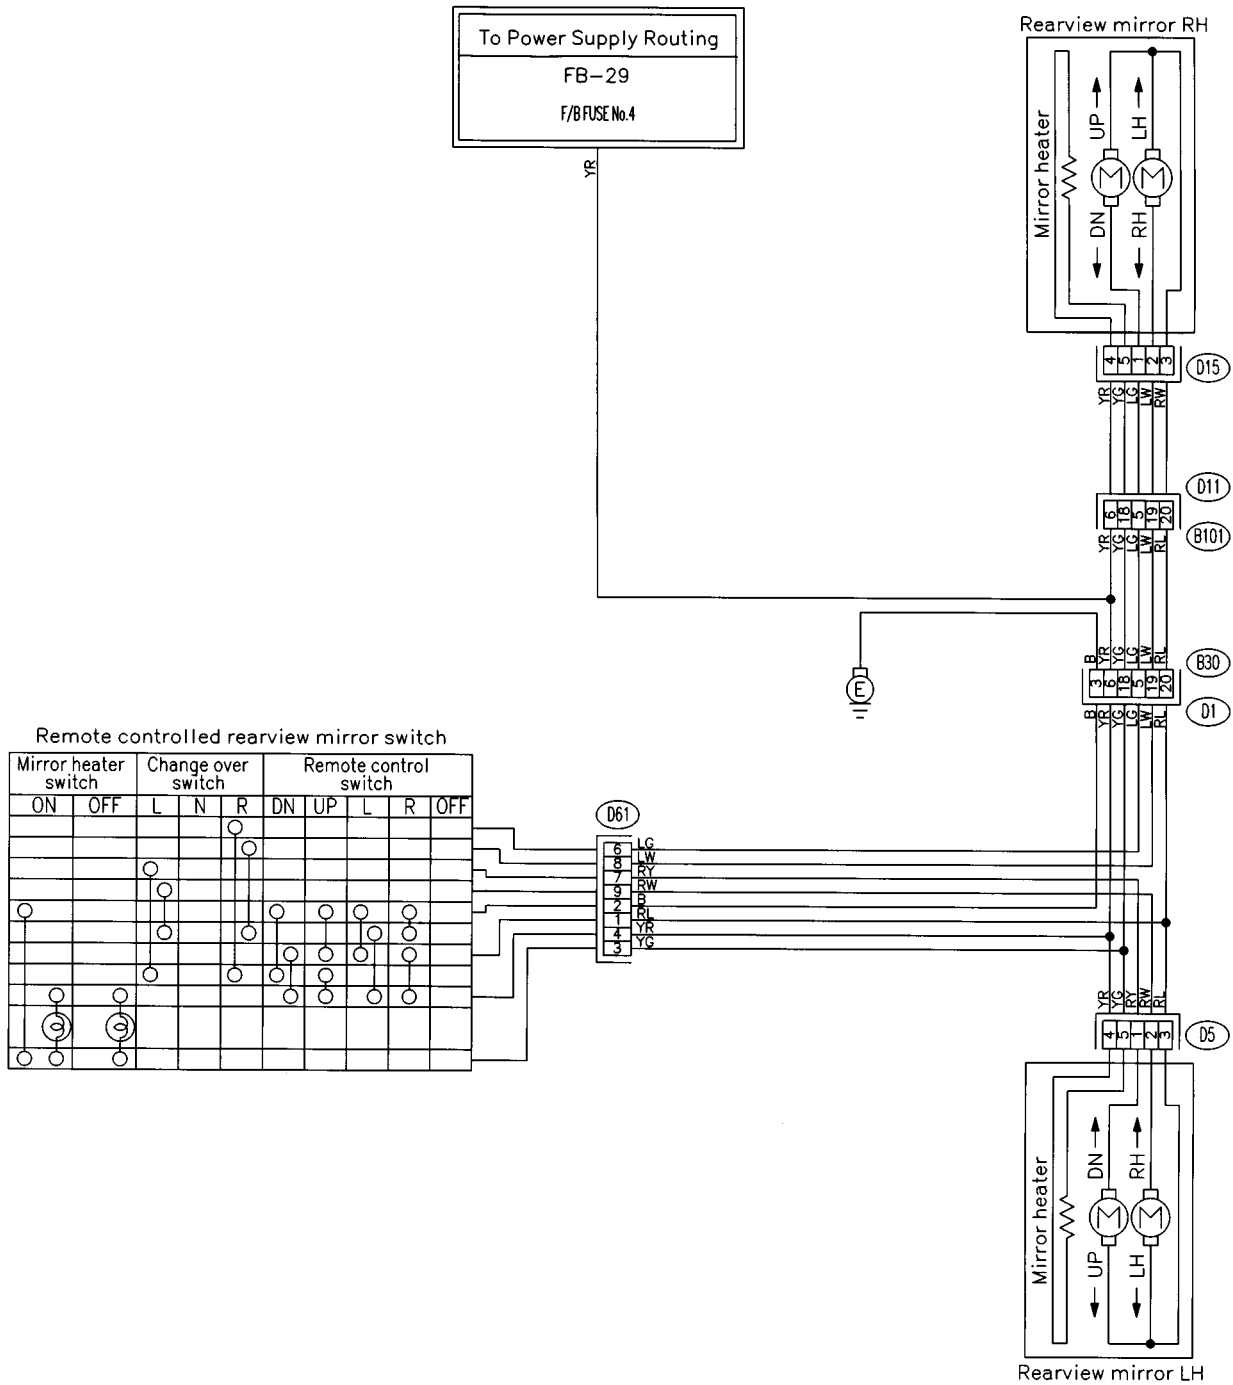 To Power Supply Routing
FB-29
F/B FUSE No.4
YR
Rearview mirror RH
Mirror heater
UP
LH
M
M
DN
RH
4 5 1 2 3
D15
YR YG LG LW RW
D11
6 18 5 19 20
B101
YR YG LG LW RL
E
B YR YG LG LW RL
B30
3 6 18 5 19 20
D1
B YR YG LG LW RL
Remote controlled rearview mirror switch
Mirror heater switch
Change over switch
Remote control switch
ON OFF L N R DN UP L R OFF
D61
6 LG
8 LW
7 RY
9 RW
2 B
1 RL
4 YR
3 YG
YR YG RY RW RL
4 5 1 2 3
D5
Mirror heater
DN
RH
M
M
UP
LH
Rearview mirror LH